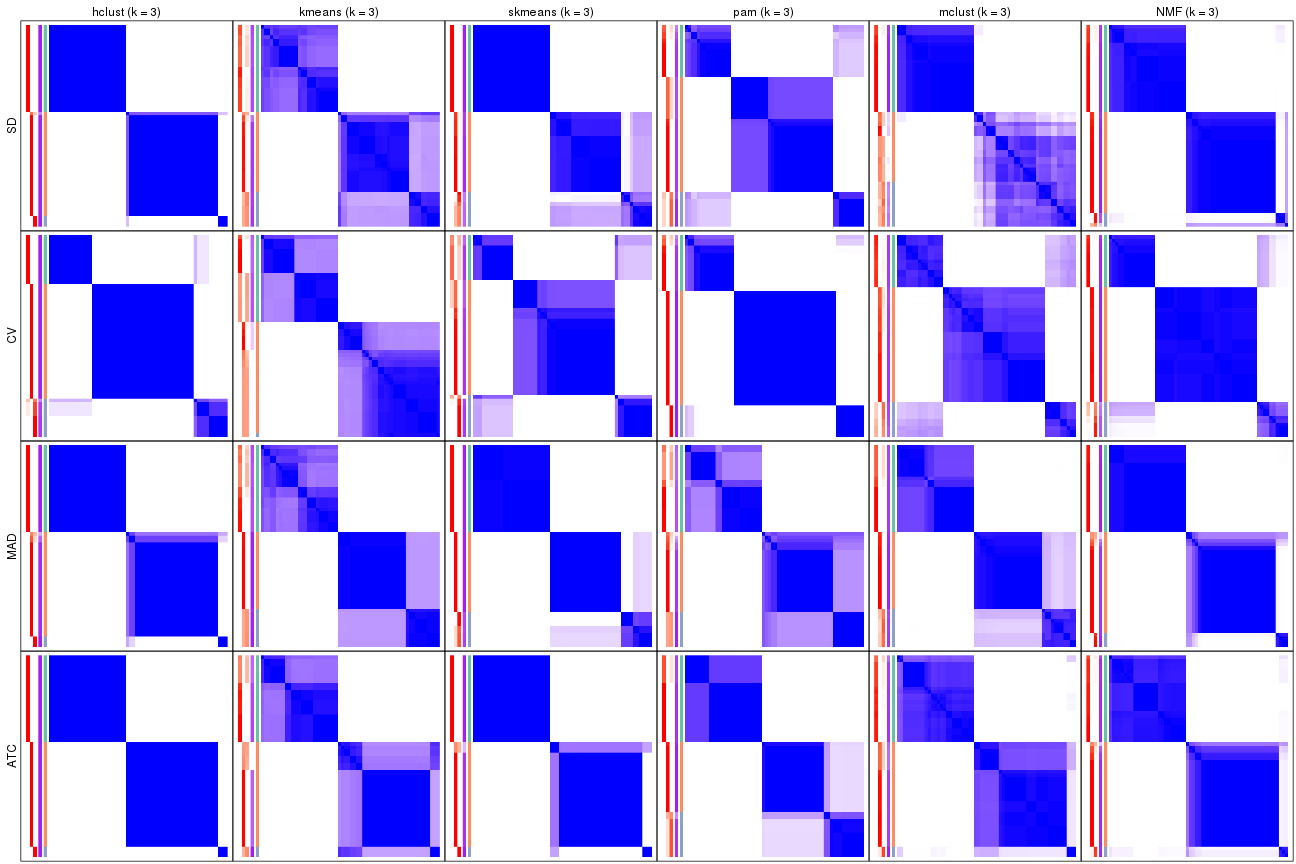 hclust (k = 3) kmeans (k = 3) skmeans (k = 3) pam (k = 3) mclust (k = 3) NMF (k = 3)
SD
CV
MAD
ATC